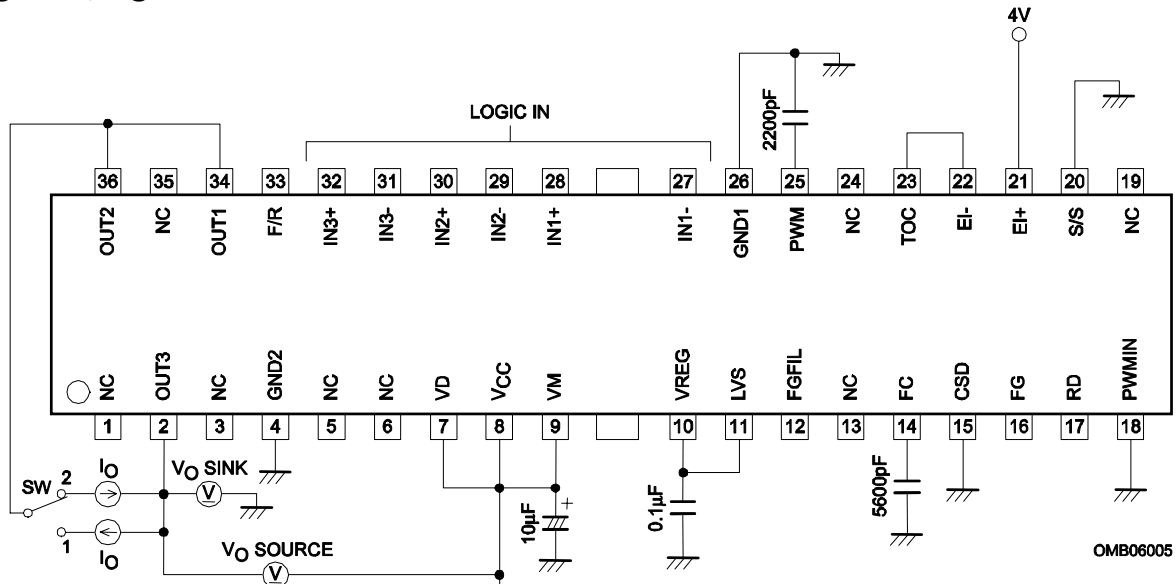 4V
LOGIC IN
2200pF
36 35 34 33 32 31 30 29 28 27 26 25 24 23 22 21 20 19
OUT2 NC OUT1 F/R IN3+ IN3- IN2+ IN2- IN1+ IN1- GND1 PWM NC TOC EI- EI+ S/S NC
NC OUT3 NC GND2 NC NC VD VCC VM VREG LVS FGFIL NC FC CSD FG RD PWMIN
1 2 3 4 5 6 7 8 9 10 11 12 13 14 15 16 17 18
SW 2 IO VO SINK
V
1 IO
VO SOURCE
V
10µF
+
0.1µF
5600pF
OMB06005